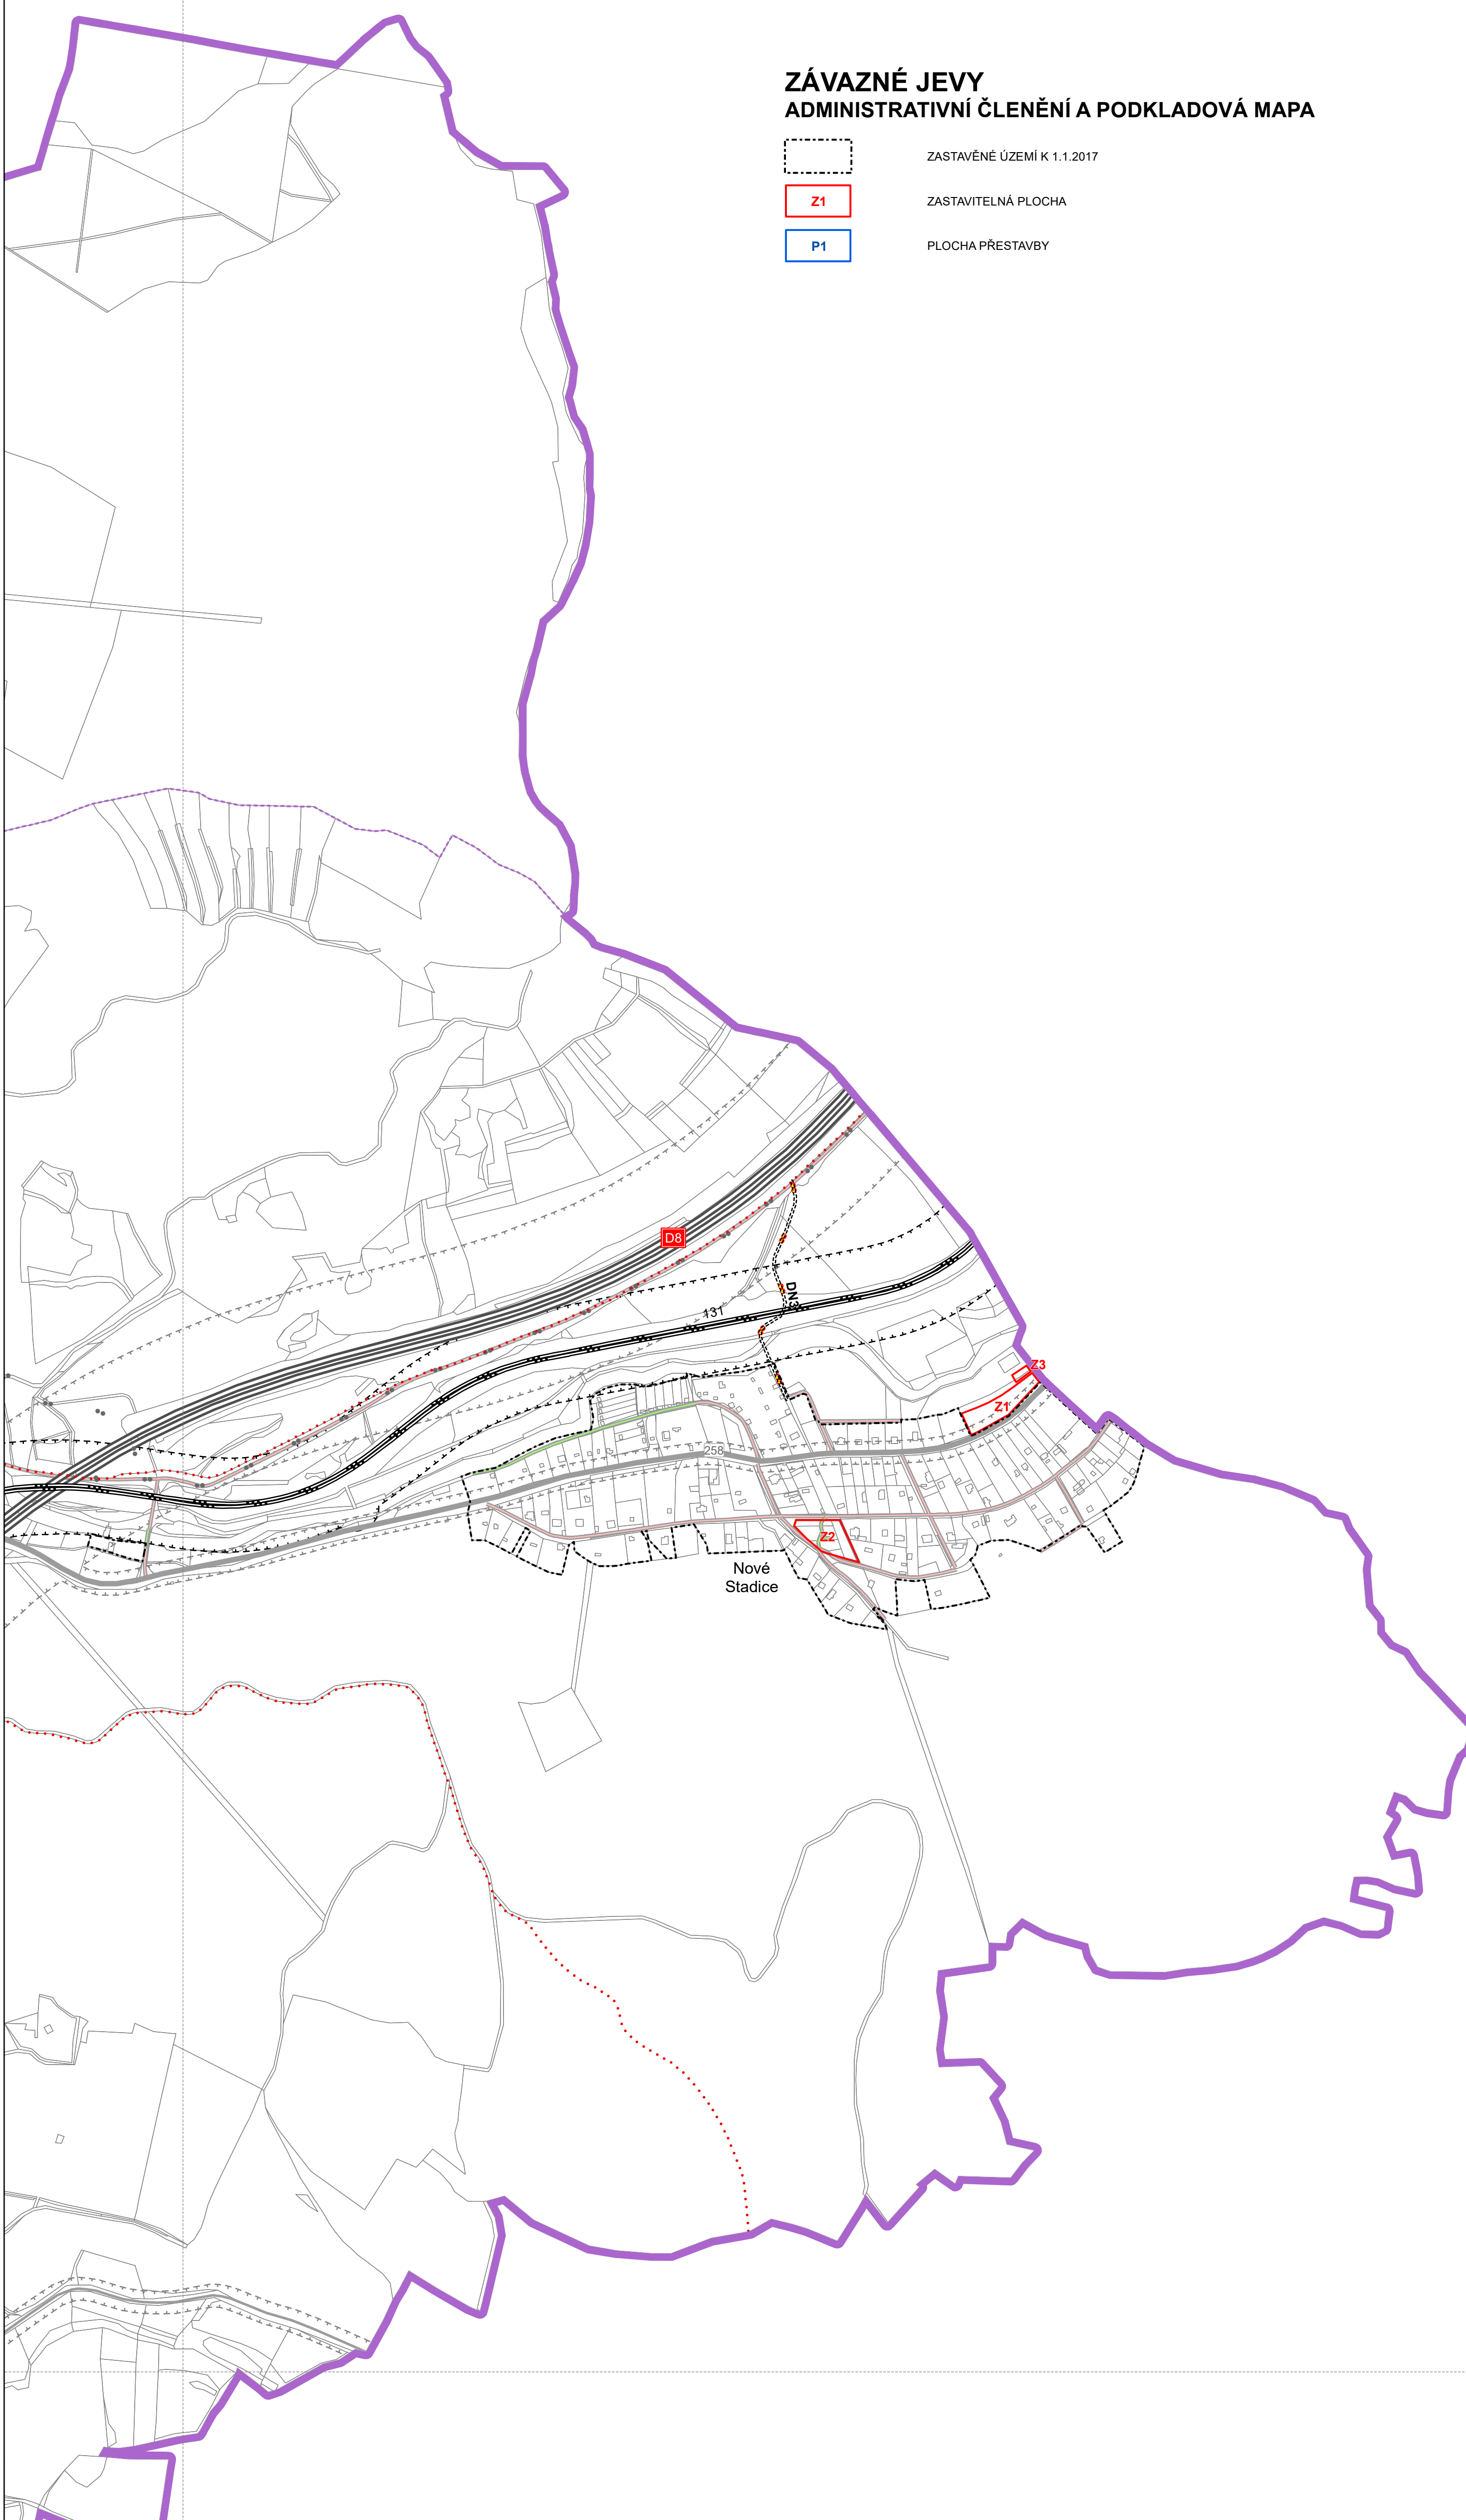 ZÁVAZNÉ JEVY
ADMINISTRATIVNÍ ČLENĚNÍ A PODKLADOVÁ MAPA
ZASTAVĚNÉ ÚZEMÍ K 1.1.2017
Z1
ZASTAVITELNÁ PLOCHA
P1
PLOCHA PŘESTAVBY
D8
DN3
131
Z3
Z1
258
Z2
Nové
Stadice